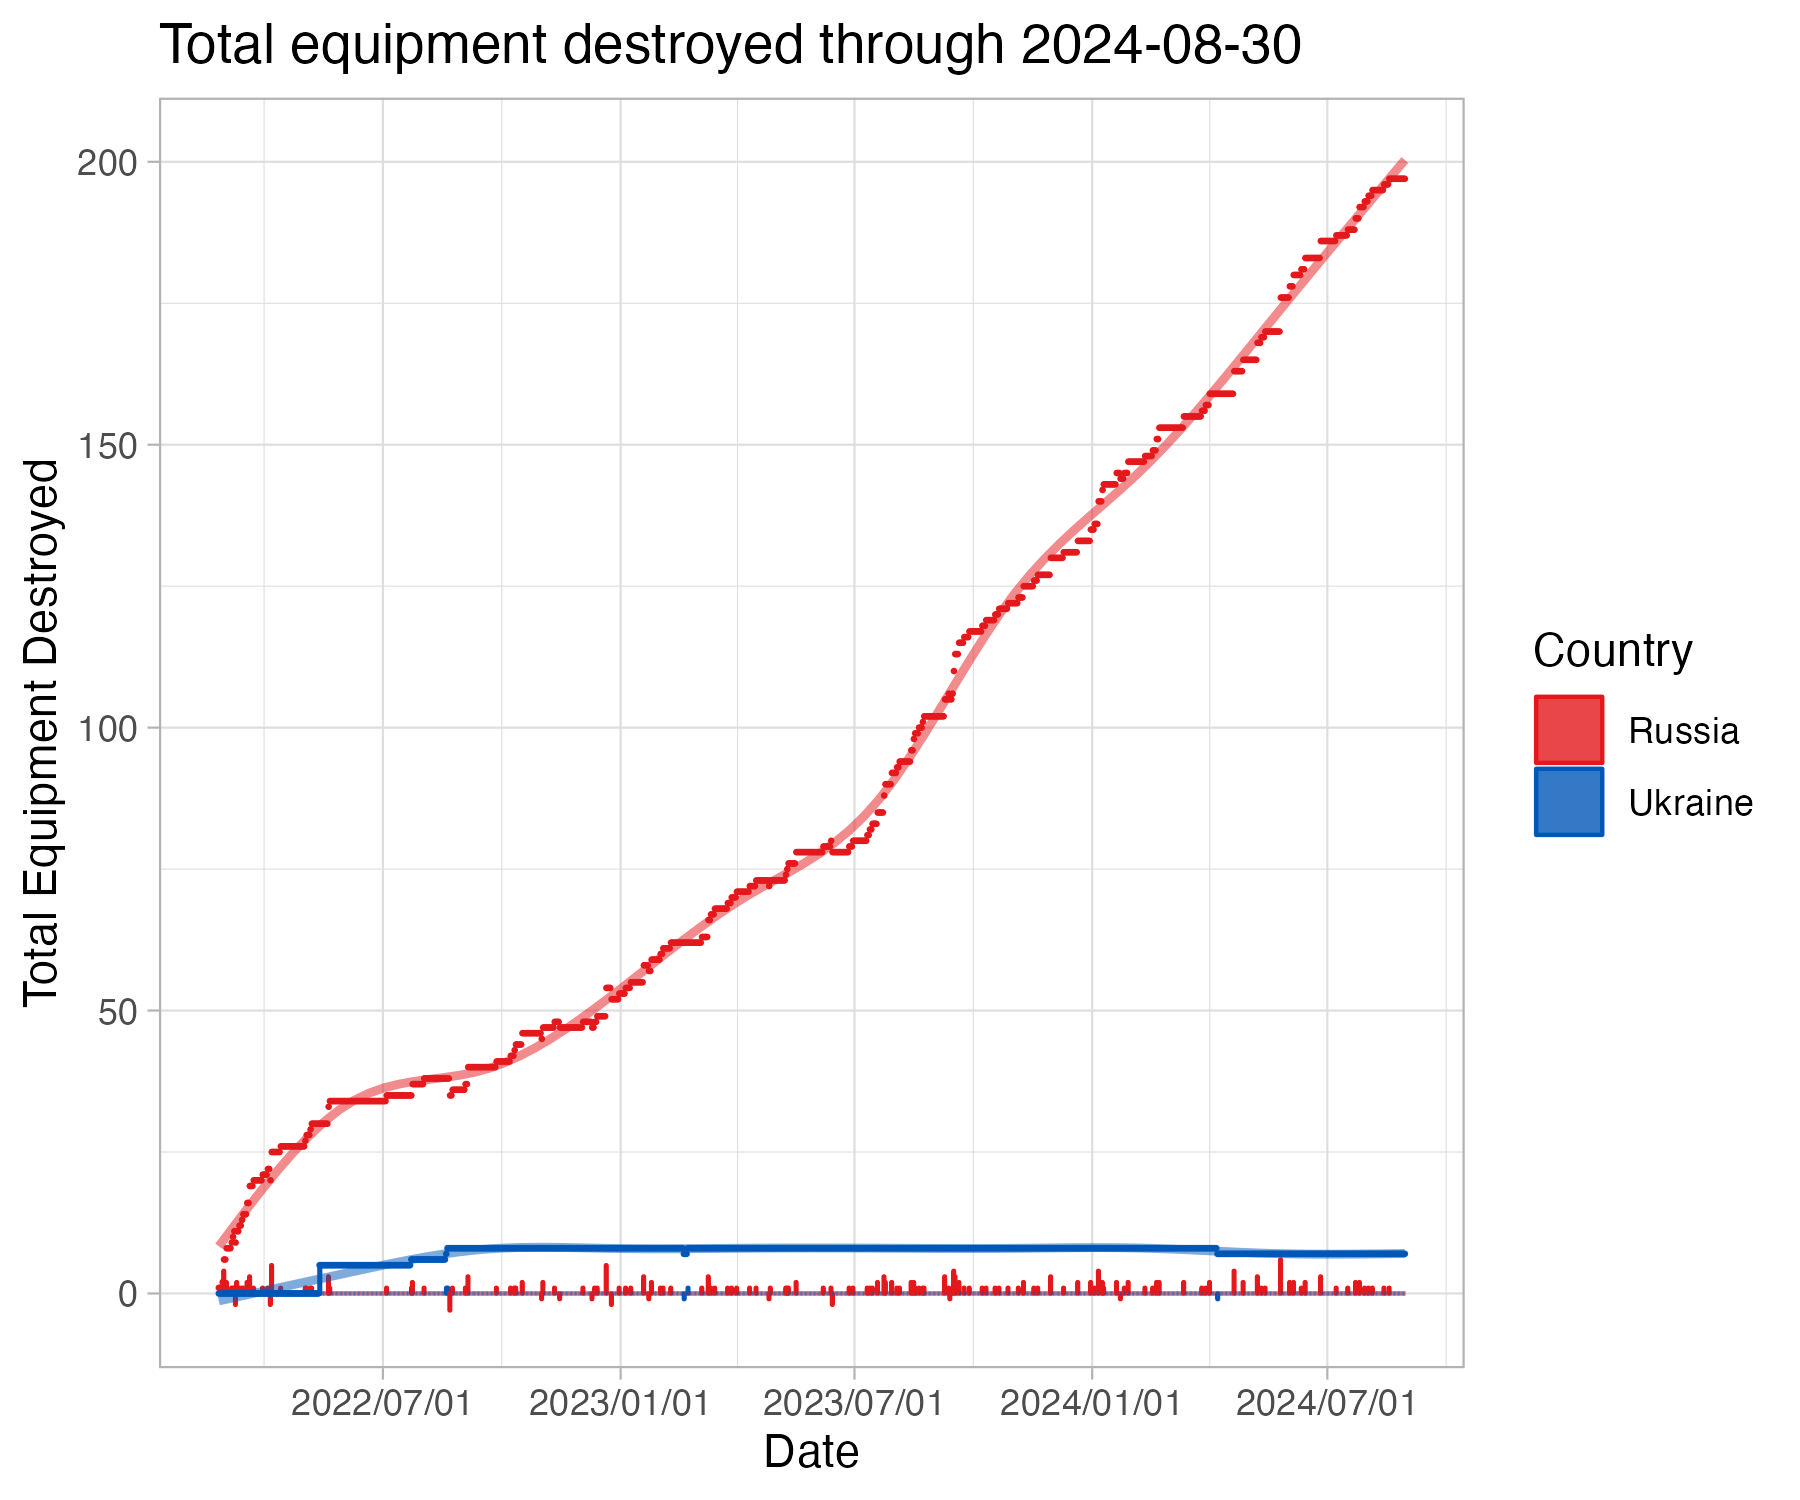 Total equipment destroyed through 2024-08-30
Total Equipment Destroyed
200
150
100
50
0
2022/07/01
2023/01/01
2023/07/01
2024/01/01
2024/07/01
Date
Country
Russia
Ukraine